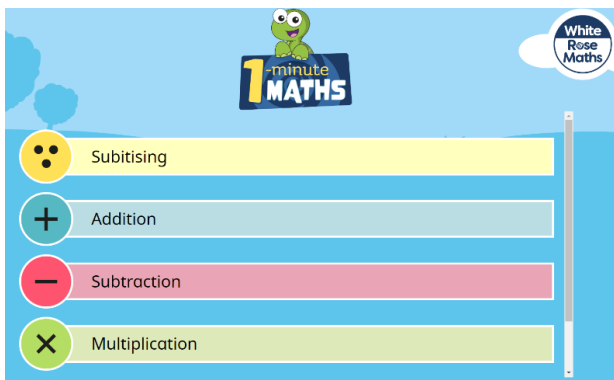 1-minute
MATHS
White
Rose
Maths
Subitising
Addition
Subtraction
Multiplication